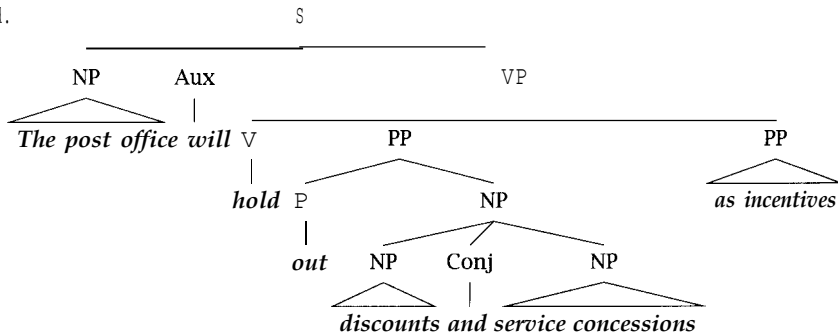 d. S
NP Aux VP
The post office will V PP PP
hold P NP as incentives
out NP Conj NP
discounts and service concessions